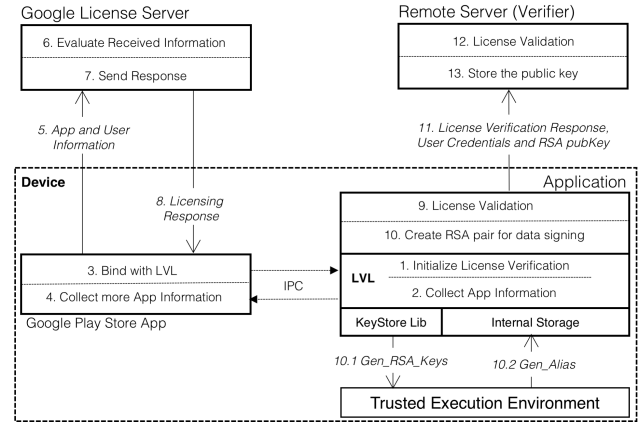 Google License Server
6. Evaluate Received Information
7. Send Response
Remote Server (Verifier)
12. License Validation
13. Store the public key
5. App and User
Information
11. License Verification Response,
User Credentials and RSA pubKey
Device
8. Licensing
Response
Application
9. License Validation
10. Create RSA pair for data signing
3. Bind with LVL
4. Collect more App Information
Google Play Store App
IPC
LVL
1. Initialize License Verification
2. Collect App Information
KeyStore Lib
Internal Storage
10.1 Gen_RSA_Keys
10.2 Gen_Alias
Trusted Execution Environment